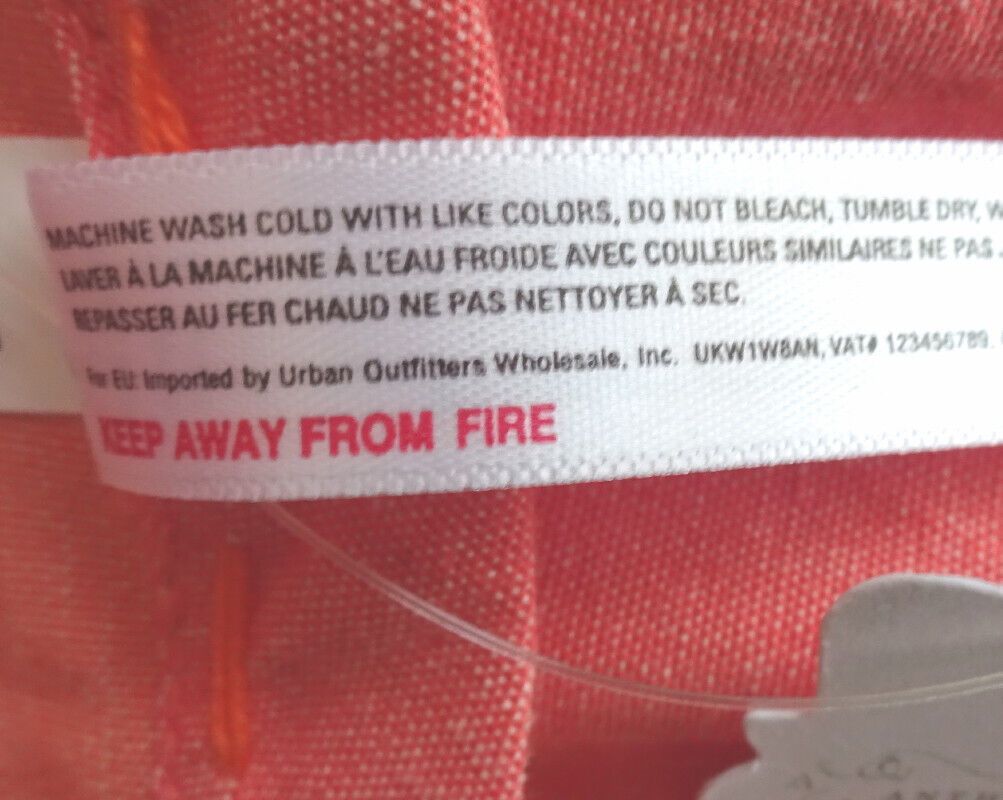 MACHINE WASH COLD WITH LIKE COLORS, DO NOT BLEACH, TUMBLE DRY,
LAVER À LA MACHINE À L'EAU FROIDE AVEC COULEURS SIMILAIRES NE PAS
REPASSER AU FER CHAUD NE PAS NETTOYER À SEC.
For EU: Imported by Urban Outfitters Wholesale, Inc. UKW1W8AN, VAT# 123456789.
KEEP AWAY FROM FIRE